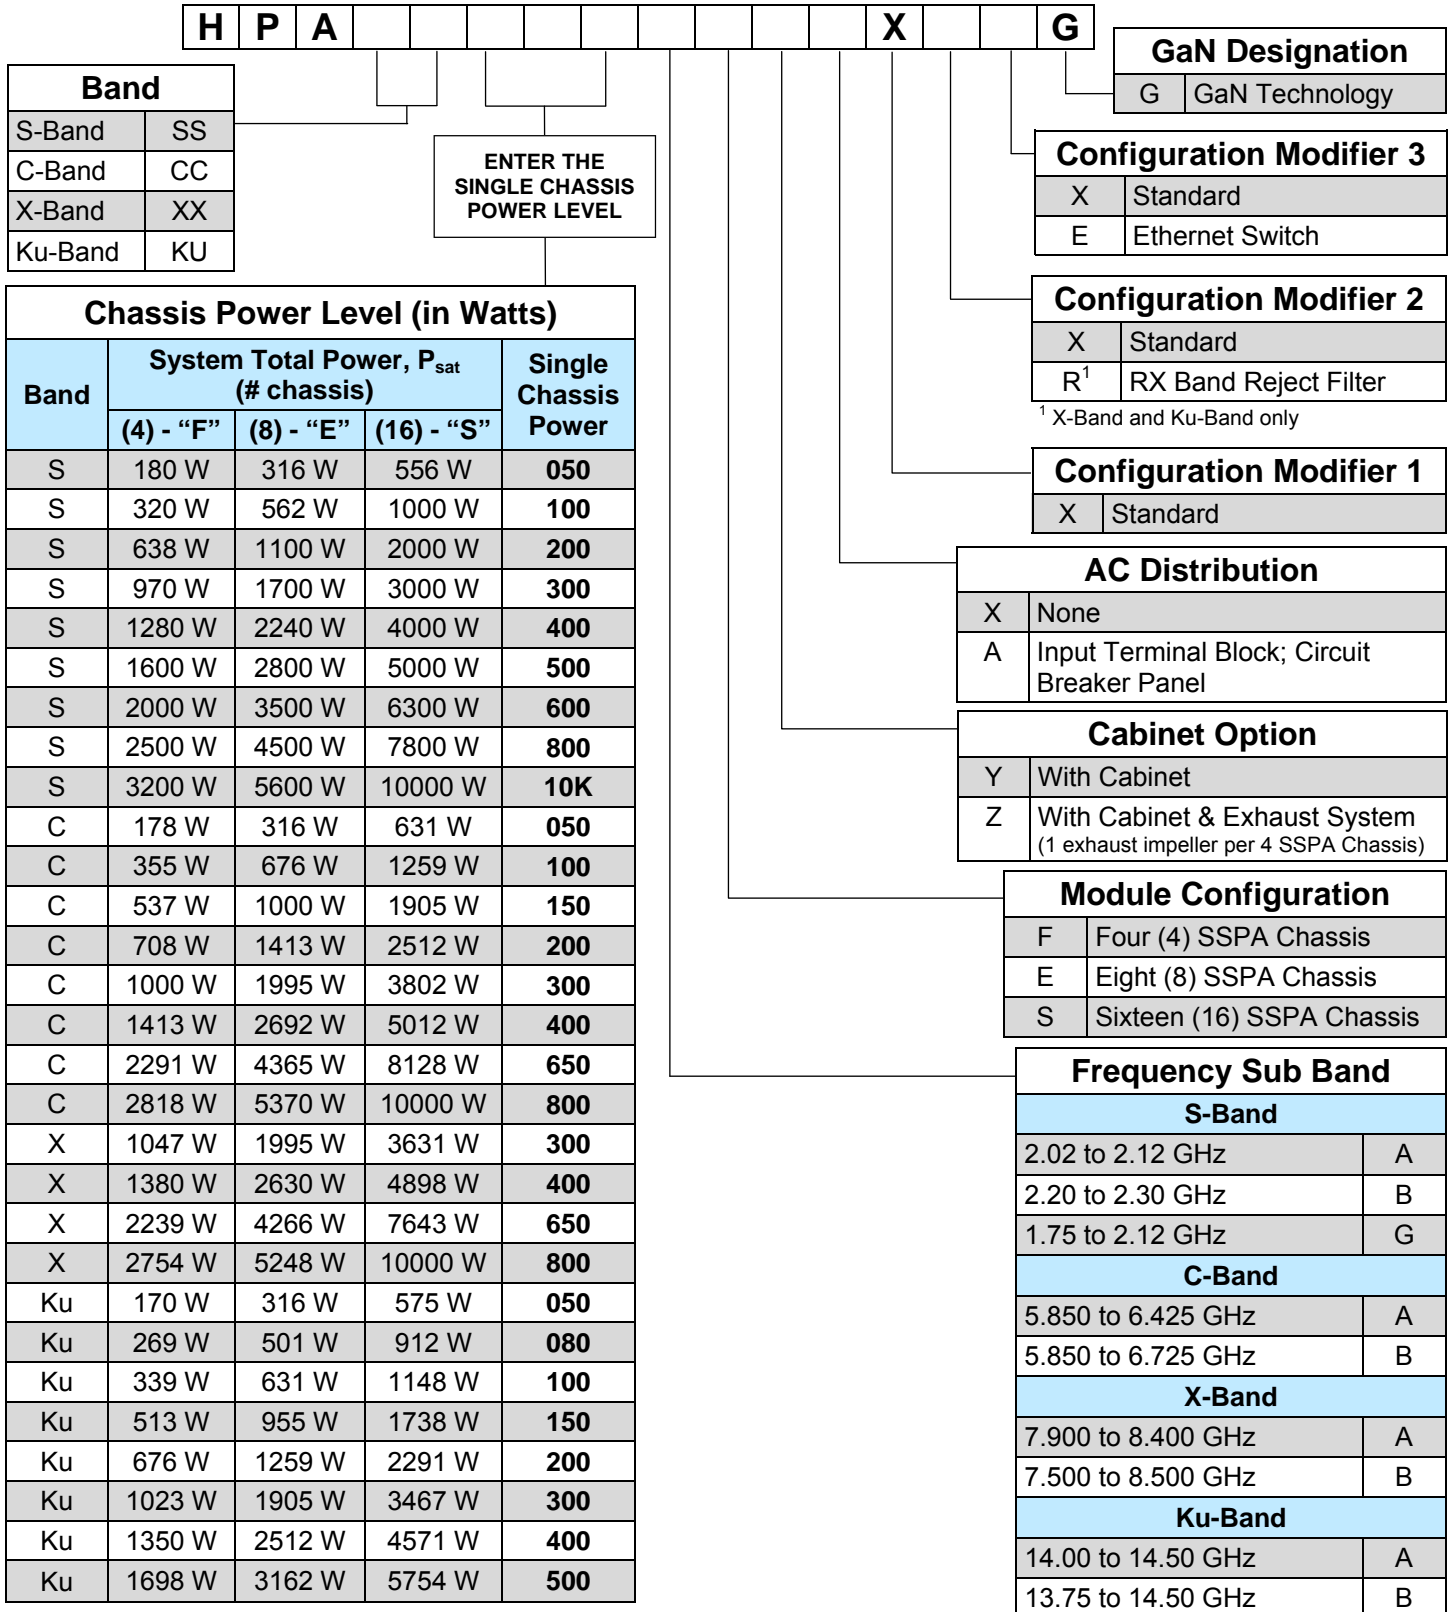 H P A X G
GaN Designation
G GaN Technology
Band
S-Band SS
C-Band CC
X-Band XX
Ku-Band KU
ENTER THE
SINGLE CHASSIS
POWER LEVEL
Configuration Modifier 3
X Standard
E Ethernet Switch
Configuration Modifier 2
X Standard
R¹ RX Band Reject Filter
¹ X-Band and Ku-Band only
Configuration Modifier 1
X Standard
AC Distribution
X None
A Input Terminal Block; Circuit
Breaker Panel
Cabinet Option
Y With Cabinet
Z With Cabinet & Exhaust System
(1 exhaust impeller per 4 SSPA Chassis)
Module Configuration
F Four (4) SSPA Chassis
E Eight (8) SSPA Chassis
S Sixteen (16) SSPA Chassis
Frequency Sub Band
S-Band
2.02 to 2.12 GHz A
2.20 to 2.30 GHz B
1.75 to 2.12 GHz G
C-Band
5.850 to 6.425 GHz A
5.850 to 6.725 GHz B
X-Band
7.900 to 8.400 GHz A
7.500 to 8.500 GHz B
Ku-Band
14.00 to 14.50 GHz A
13.75 to 14.50 GHz B
Chassis Power Level (in Watts)
Band
System Total Power, Psat
(# chassis)
Single
Chassis
Power
(4) - “F” (8) - “E” (16) - “S”
S 180 W 316 W 556 W 050
S 320 W 562 W 1000 W 100
S 638 W 1100 W 2000 W 200
S 970 W 1700 W 3000 W 300
S 1280 W 2240 W 4000 W 400
S 1600 W 2800 W 5000 W 500
S 2000 W 3500 W 6300 W 600
S 2500 W 4500 W 7800 W 800
S 3200 W 5600 W 10000 W 10K
C 178 W 316 W 631 W 050
C 355 W 676 W 1259 W 100
C 537 W 1000 W 1905 W 150
C 708 W 1413 W 2512 W 200
C 1000 W 1995 W 3802 W 300
C 1413 W 2692 W 5012 W 400
C 2291 W 4365 W 8128 W 650
C 2818 W 5370 W 10000 W 800
X 1047 W 1995 W 3631 W 300
X 1380 W 2630 W 4898 W 400
X 2239 W 4266 W 7643 W 650
X 2754 W 5248 W 10000 W 800
Ku 170 W 316 W 575 W 050
Ku 269 W 501 W 912 W 080
Ku 339 W 631 W 1148 W 100
Ku 513 W 955 W 1738 W 150
Ku 676 W 1259 W 2291 W 200
Ku 1023 W 1905 W 3467 W 300
Ku 1350 W 2512 W 4571 W 400
Ku 1698 W 3162 W 5754 W 500